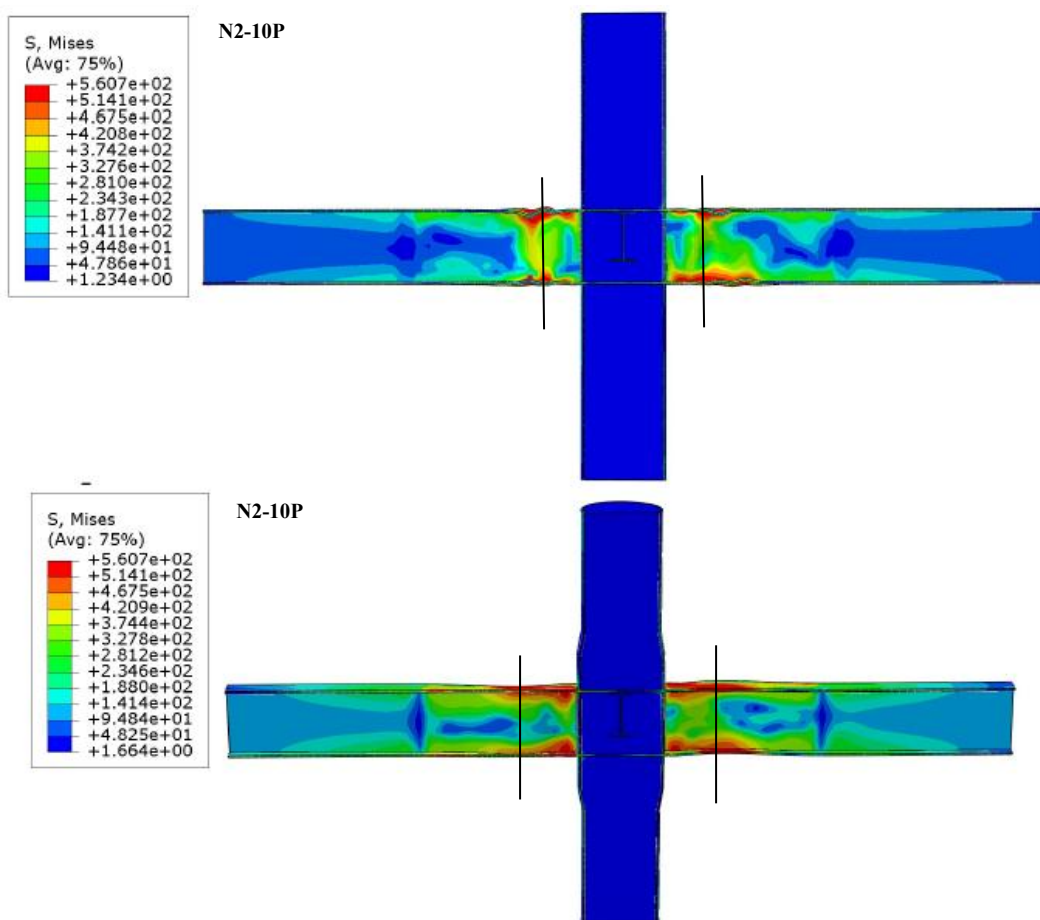 N2-10P
S, Mises
(Avg: 75%)
+5.607e+02
+5.141e+02
+4.675e+02
+4.208e+02
+3.742e+02
+3.276e+02
+2.810e+02
+2.343e+02
+1.877e+02
+1.411e+02
+9.448e+01
+4.786e+01
+1.234e+00
N2-10P
S, Mises
(Avg: 75%)
+5.607e+02
+5.141e+02
+4.675e+02
+4.209e+02
+3.744e+02
+3.278e+02
+2.812e+02
+2.346e+02
+1.880e+02
+1.414e+02
+9.484e+01
+4.825e+01
+1.664e+00